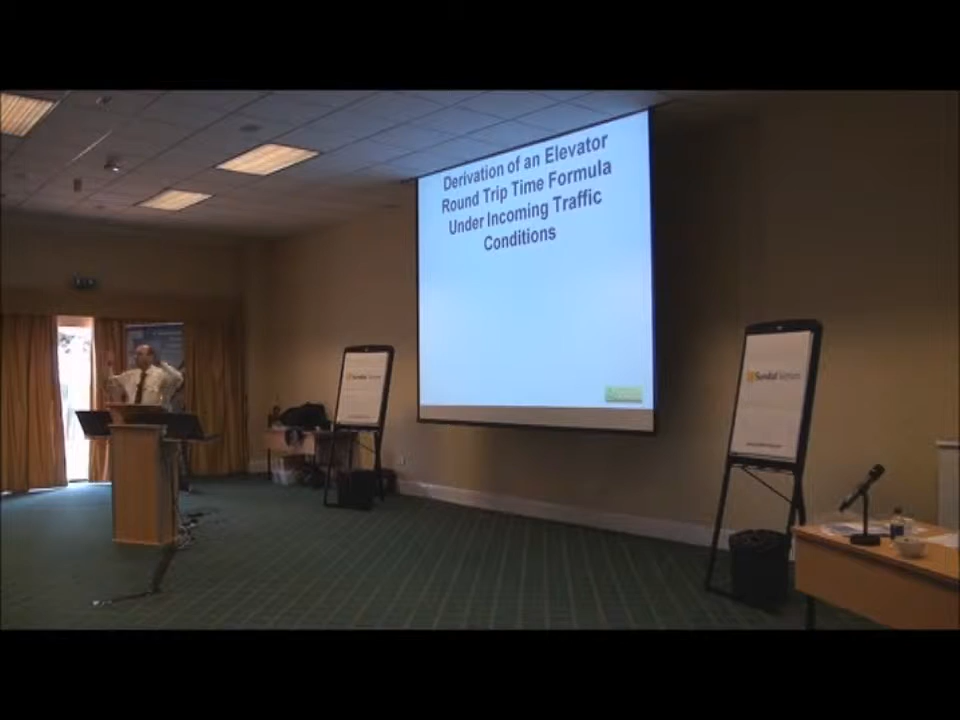 Derivation of an Elevator
Round Trip Time Formula
Under Incoming Traffic
Conditions